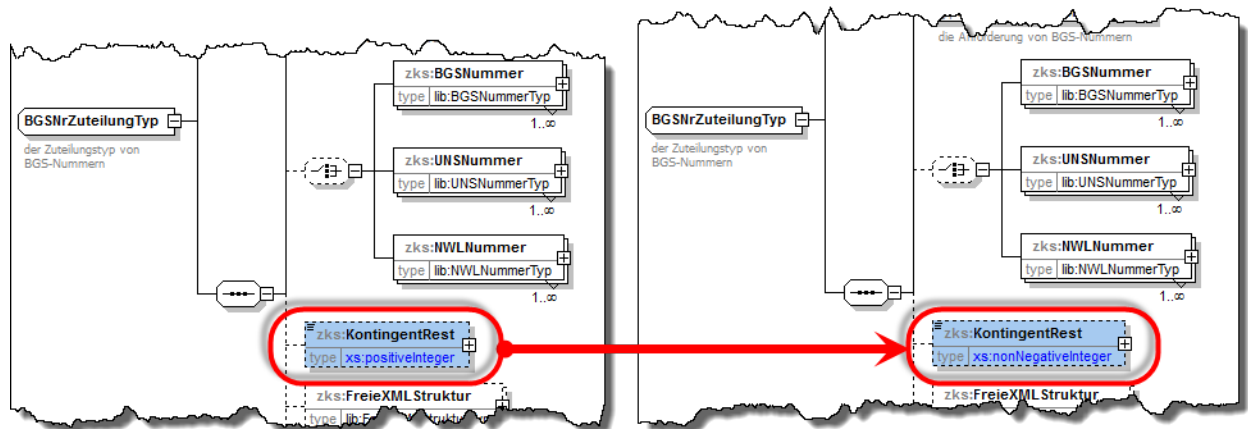 zks:BGSNummer
type lib:BGSNummerTyp
1..∞
BGSNrZuteilungTyp
der Zuteilungstyp von
BGS-Nummern
zks:UNSNummer
type lib:UNSNummerTyp
1..∞
zks:NWLNummer
type lib:NWLNummerTyp
1..∞
zks:KontingentRest
type xs:positiveInteger
zks:FreieXMLStruktur
type
die Anforderung von BGS-Nummern
zks:BGSNummer
type lib:BGSNummerTyp
1..∞
BGSNrZuteilungTyp
der Zuteilungstyp von
BGS-Nummern
zks:UNSNummer
type lib:UNSNummerTyp
1..∞
zks:NWLNummer
type lib:NWLNummerTyp
1..∞
zks:KontingentRest
type xs:nonNegativeInteger
zks:FreieXMLStruktur